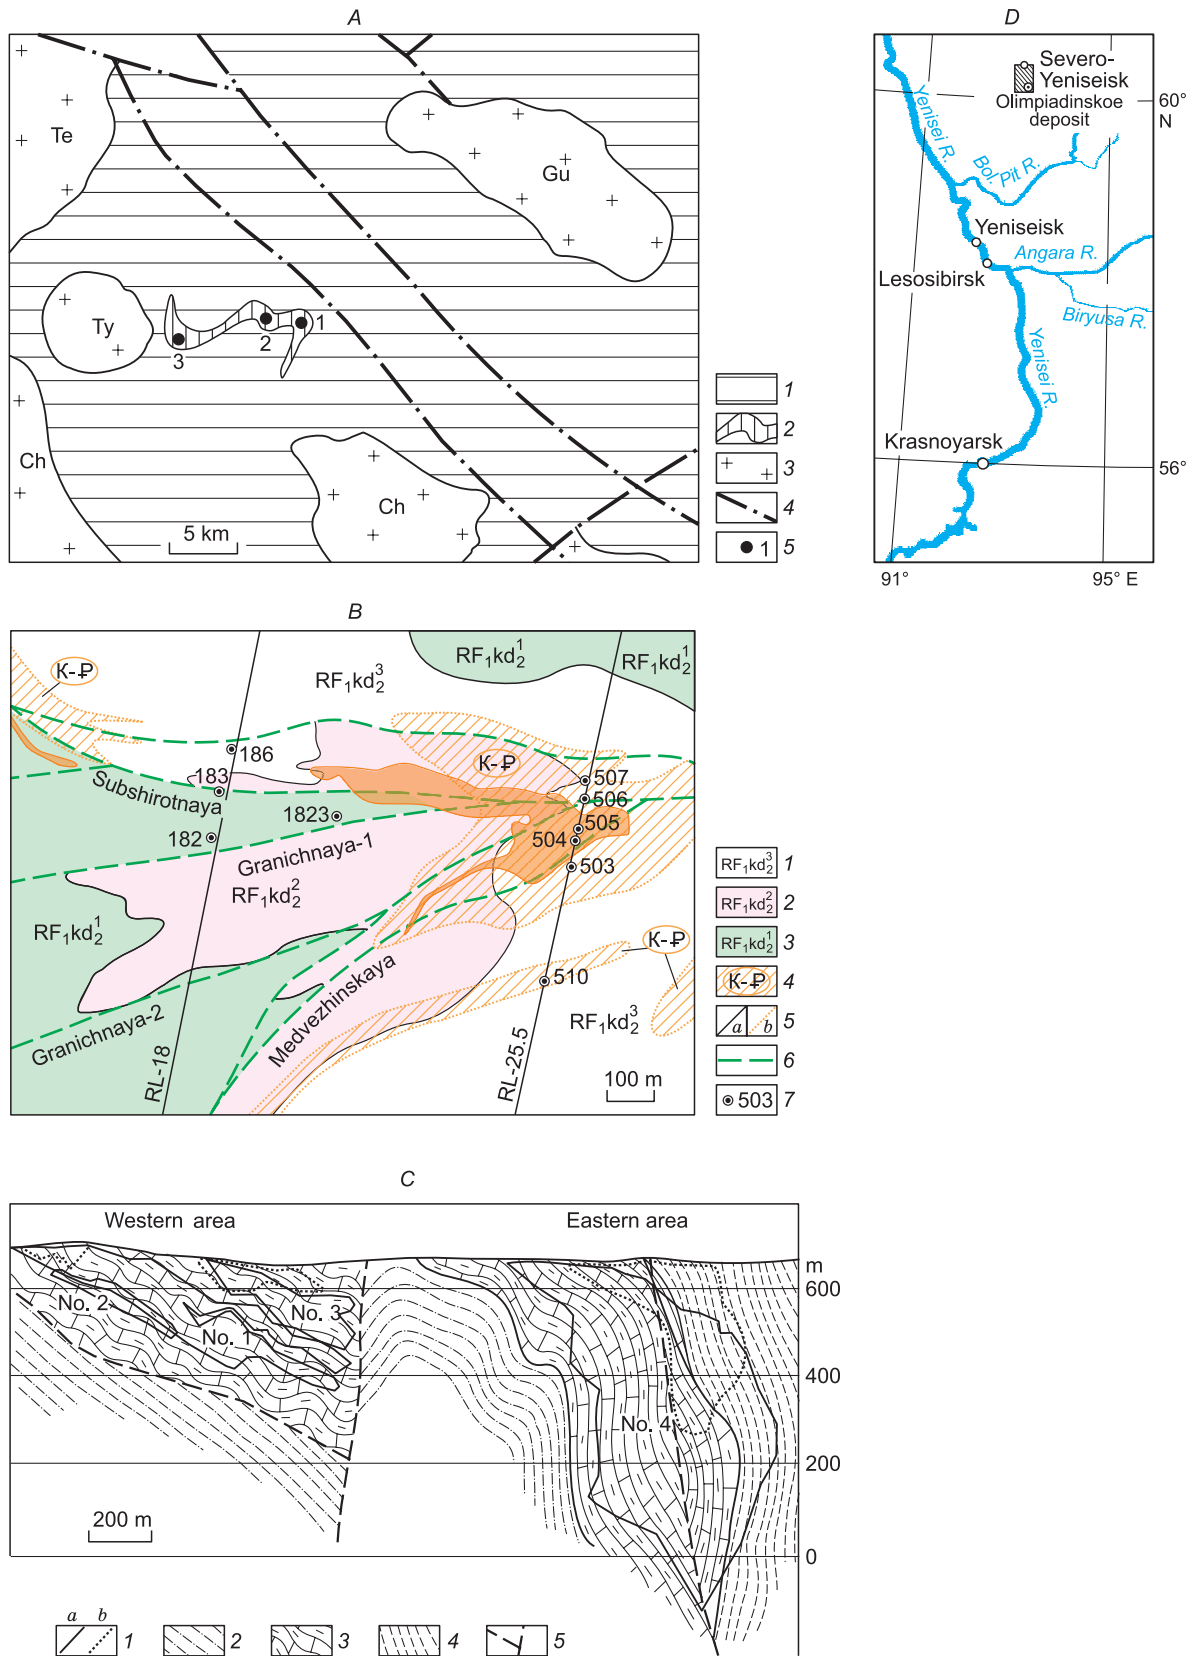 A
Te
Gu
Ty
1
2
3
Ch
Ch
5 km
1
2
3
4
1 5
D
Severo-
Yeniseisk
Olimpiadinskoe
deposit
60°
N
Yenisei R.
Bol. Pit R.
Yeniseisk
Angara R.
Lesosibirsk
Biryusa R.
Yenisei R.
Krasnoyarsk
56°
91° 95° E
B
К-Ꝑ
RF₁kd₂³
RF₁kd₂¹
RF₁kd₂¹
186
183
К-Ꝑ
507
506
Subshirotnaya
1823
505
182
504
Granichnaya-1
503
RF₁kd₂²
RF₁kd₂¹
К-Ꝑ
510
Medvezhinskaya
RF₁kd₂³
Granichnaya-2
RL-18
RL-25.5
100 m
RF₁kd₂³ 1
RF₁kd₂² 2
RF₁kd₂¹ 3
К-Ꝑ 4
a b 5
6
503 7
C
Western area Eastern area
m
600
No. 2
No. 3
No. 1
400
No. 4
200
200 m
0
a b
1 2 3 4 5